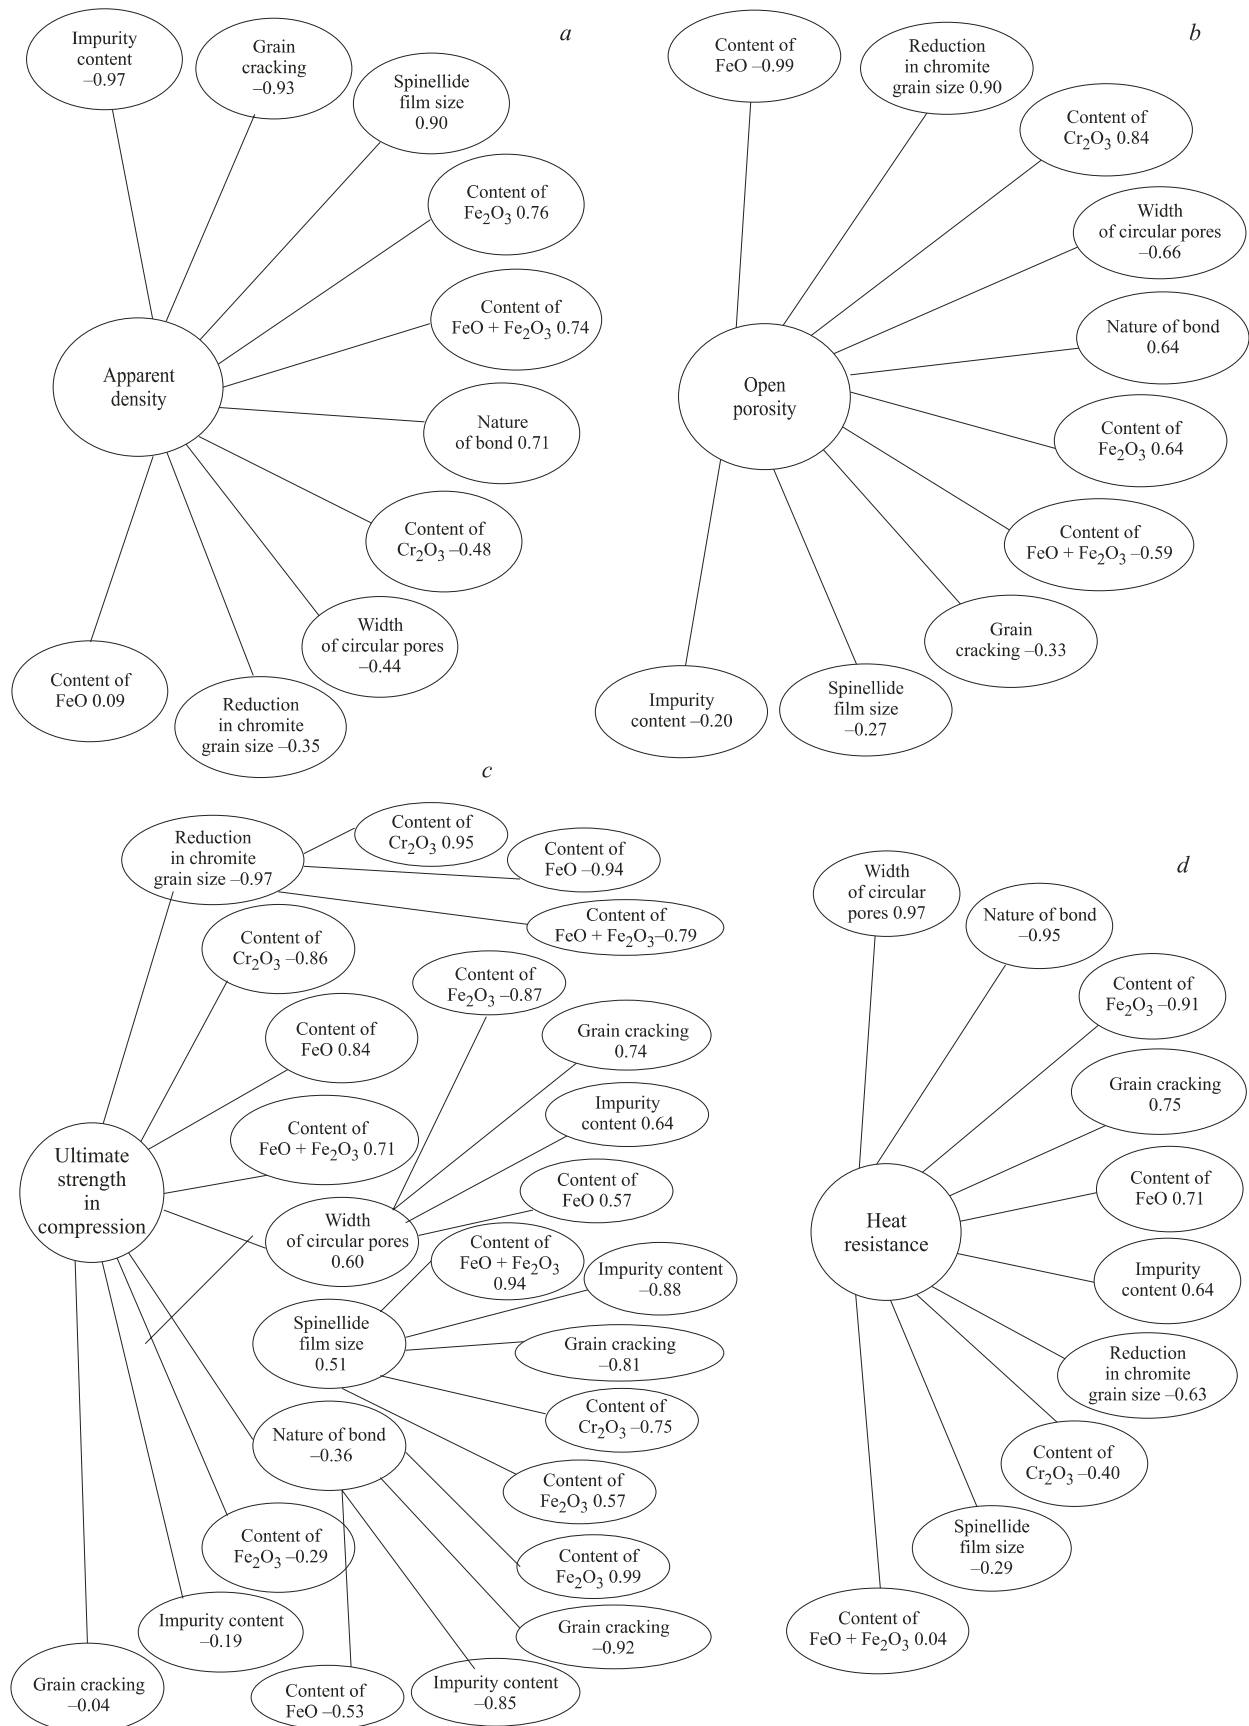 a
Impurity
content
–0.97
Grain
cracking
–0.93
Spinellide
film size
0.90
Content of
Fe₂O₃ 0.76
Content of
FeO + Fe₂O₃ 0.74
Apparent
density
Nature
of bond 0.71
Content of
Cr₂O₃ –0.48
Width
of circular pores
–0.44
Reduction
in chromite
grain size –0.35
Content of
FeO 0.09
b
Content of
FeO –0.99
Reduction
in chromite
grain size 0.90
Content of
Cr₂O₃ 0.84
Width
of circular pores
–0.66
Nature of bond
0.64
Open
porosity
Content of
Fe₂O₃ 0.64
Content of
FeO + Fe₂O₃ –0.59
Grain
cracking –0.33
Spinellide
film size
–0.27
Impurity
content –0.20
c
Reduction
in chromite
grain size –0.97
Content of
Cr₂O₃ 0.95
Content of
FeO –0.94
Content of
FeO + Fe₂O₃–0.79
Content of
Cr₂O₃ –0.86
Content of
FeO 0.84
Content of
FeO + Fe₂O₃ 0.71
Ultimate
strength
in
compression
Width
of circular pores
0.60
Content of
Fe₂O₃ –0.87
Grain cracking
0.74
Impurity
content 0.64
Content of
FeO 0.57
Spinellide
film size
0.51
Content of
FeO + Fe₂O₃
0.94
Impurity content
–0.88
Grain cracking
–0.81
Content of
Cr₂O₃ –0.75
Content of
Fe₂O₃ 0.57
Nature of bond
–0.36
Content of
Fe₂O₃ 0.99
Grain cracking
–0.92
Impurity content
–0.85
Content of
FeO –0.53
Content of
Fe₂O₃ –0.29
Impurity content
–0.19
Grain cracking
–0.04
d
Width
of circular
pores 0.97
Nature of bond
–0.95
Content of
Fe₂O₃ –0.91
Grain cracking
0.75
Content of
FeO 0.71
Heat
resistance
Impurity
content 0.64
Reduction
in chromite
grain size –0.63
Content of
Cr₂O₃ –0.40
Spinellide
film size
–0.29
Content of
FeO + Fe₂O₃ 0.04